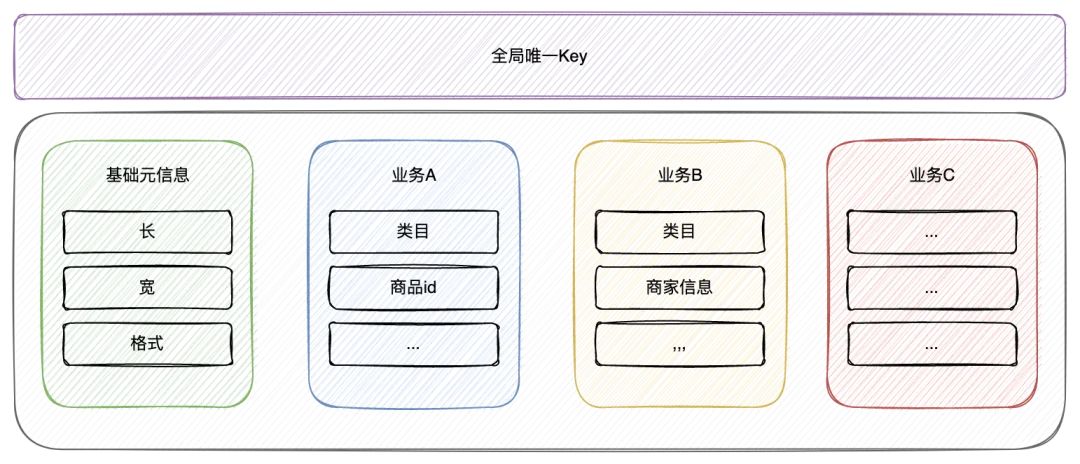 全局唯一Key
基础元信息
长
宽
格式
业务A
类目
商品id
...
业务B
类目
商家信息
,,,
业务C
...
...
...